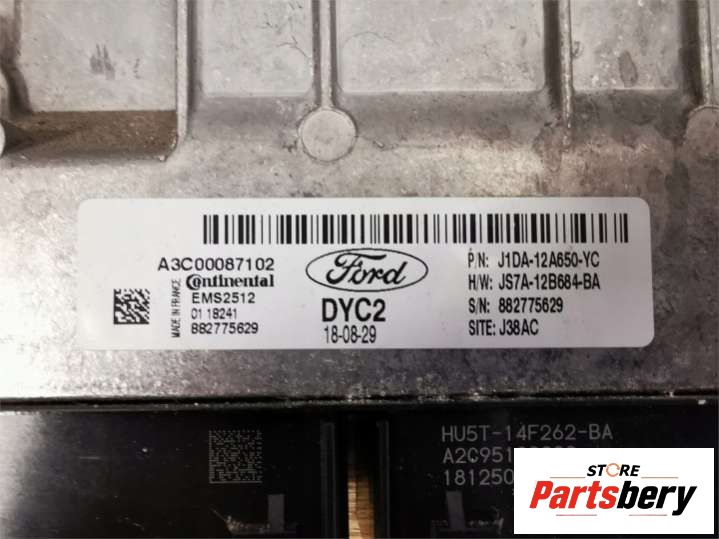 A3C00087102
Continental
EMS2512
01 18241
882775629
MADE IN FRANCE
Ford
DYC2
18-08-29
P/N: J1DA-12A650-YC
H/W: JS7A-12B684-BA
S/N: 882775629
SITE: J38AC
HU5T-14F262-BA
STORE
Partsbery